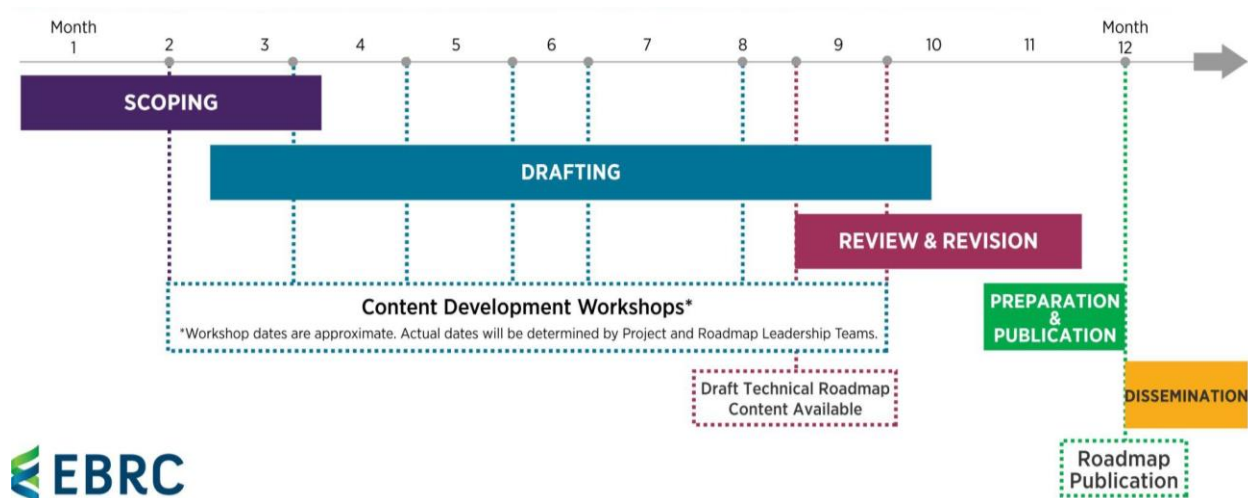 Month Month
1 2 3 4 5 6 7 8 9 10 11 12
SCOPING
DRAFTING
REVIEW & REVISION
Content Development Workshops*
*Workshop dates are approximate. Actual dates will be determined by Project and Roadmap Leadership Teams.
PREPARATION
&
PUBLICATION
Draft Technical Roadmap
Content Available
DISSEMINATION
Roadmap
Publication
EBRC